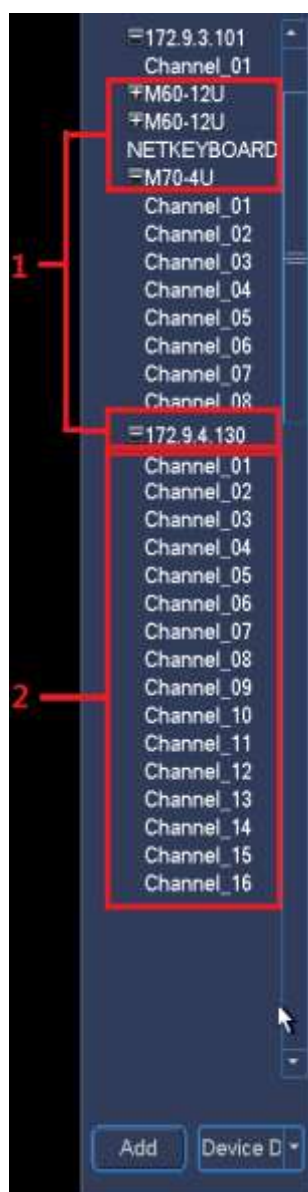 172.9.3.101
Channel_01
M60-12U
M60-12U
NETKEYBOARD
M70-4U
Channel_01
Channel_02
1
Channel_03
Channel_04
Channel_05
Channel_06
Channel_07
Channel_08
172.9.4.130
Channel_01
Channel_02
Channel_03
Channel_04
Channel_05
Channel_06
Channel_07
Channel_08
2
Channel_09
Channel_10
Channel_11
Channel_12
Channel_13
Channel_14
Channel_15
Channel_16
Add
Device D